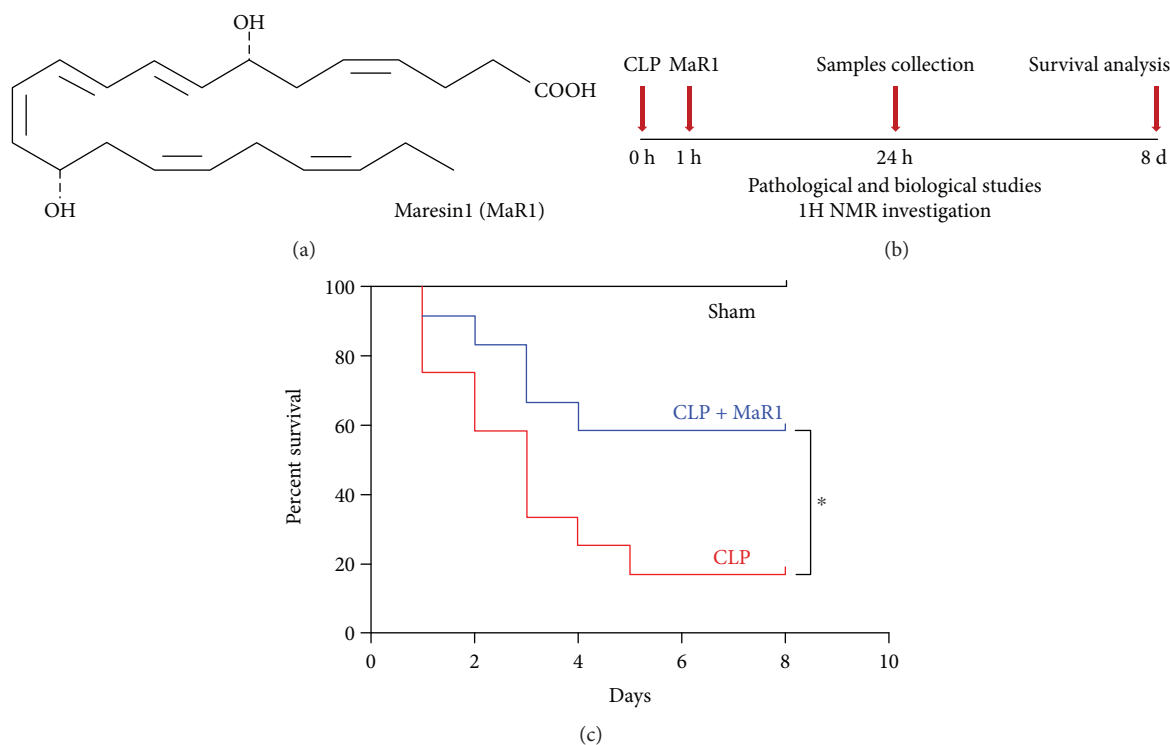 OH
COOH
OH
Maresin1 (MaR1)
(a)
CLP MaR1 Samples collection Survival analysis
0 h 1 h 24 h 8 d
Pathological and biological studies
1H NMR investigation
(b)
100
80
60
40
20
0
Percent survival
Sham
CLP + MaR1
*
CLP
0 2 4 6 8 10
Days
(c)